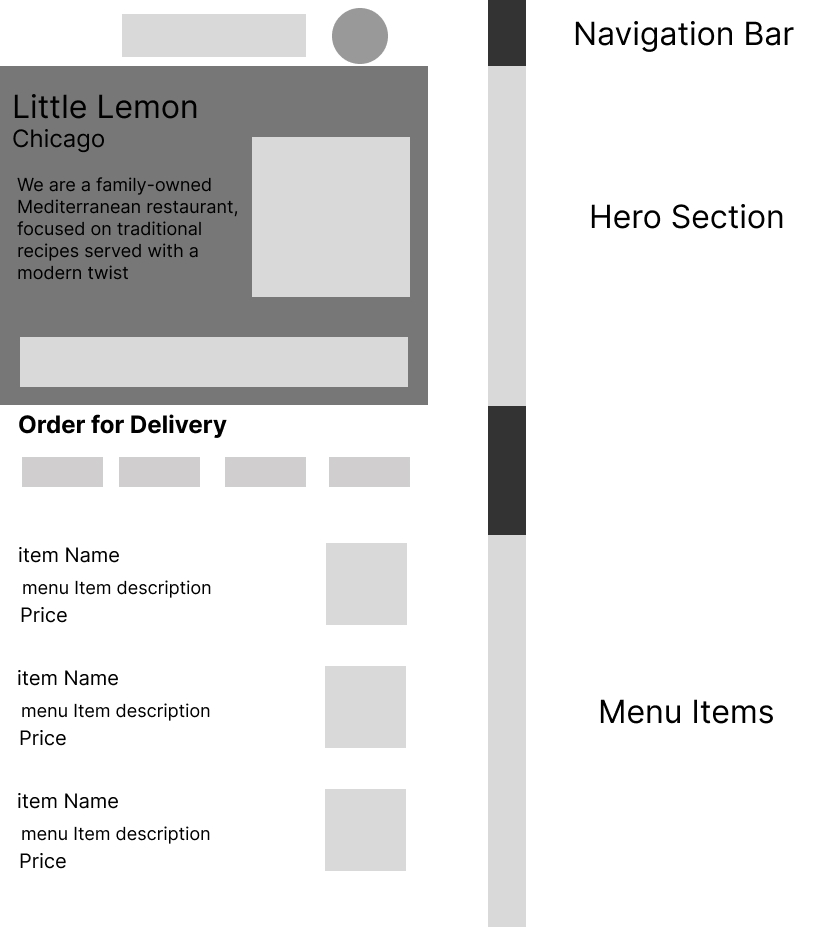 Navigation Bar
Little Lemon
Chicago
We are a family-owned
Mediterranean restaurant,
focused on traditional
recipes served with a
modern twist
Hero Section
Order for Delivery
item Name
menu Item description
Price
item Name
menu Item description
Price
Menu Items
item Name
menu Item description
Price